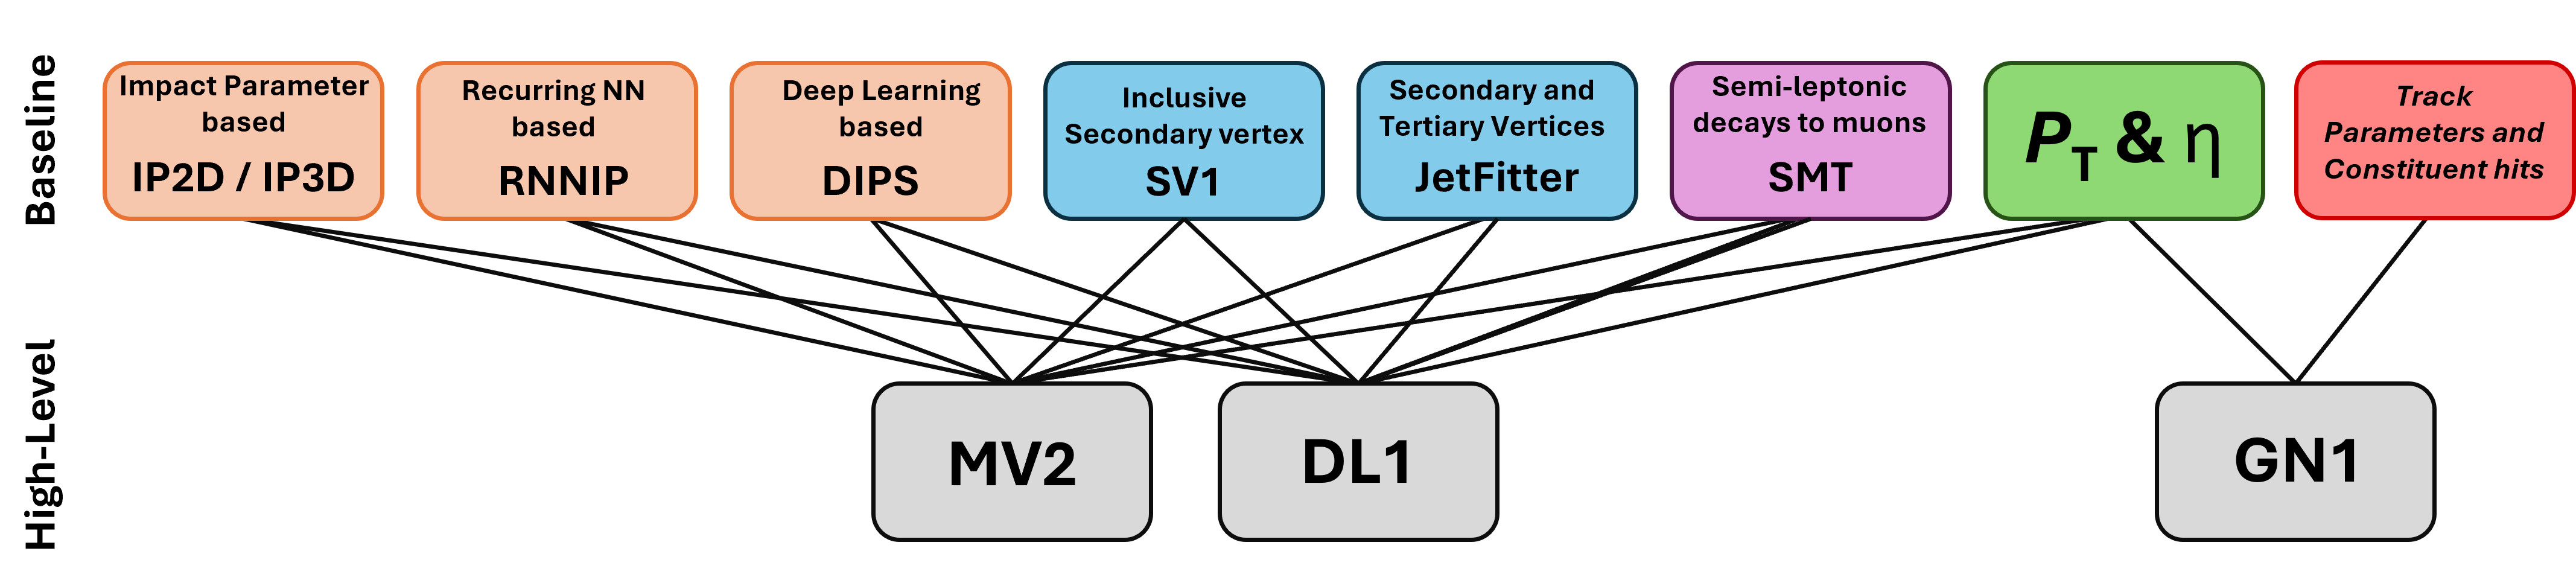 Baseline
Impact Parameter
based
IP2D / IP3D
Recurring NN
based
RNNIP
Deep Learning
based
DIPS
Inclusive
Secondary vertex
SV1
Secondary and
Tertiary Vertices
JetFitter
Semi-leptonic
decays to muons
SMT
PT & η
Track
Parameters and
Constituent hits
High-Level
MV2
DL1
GN1